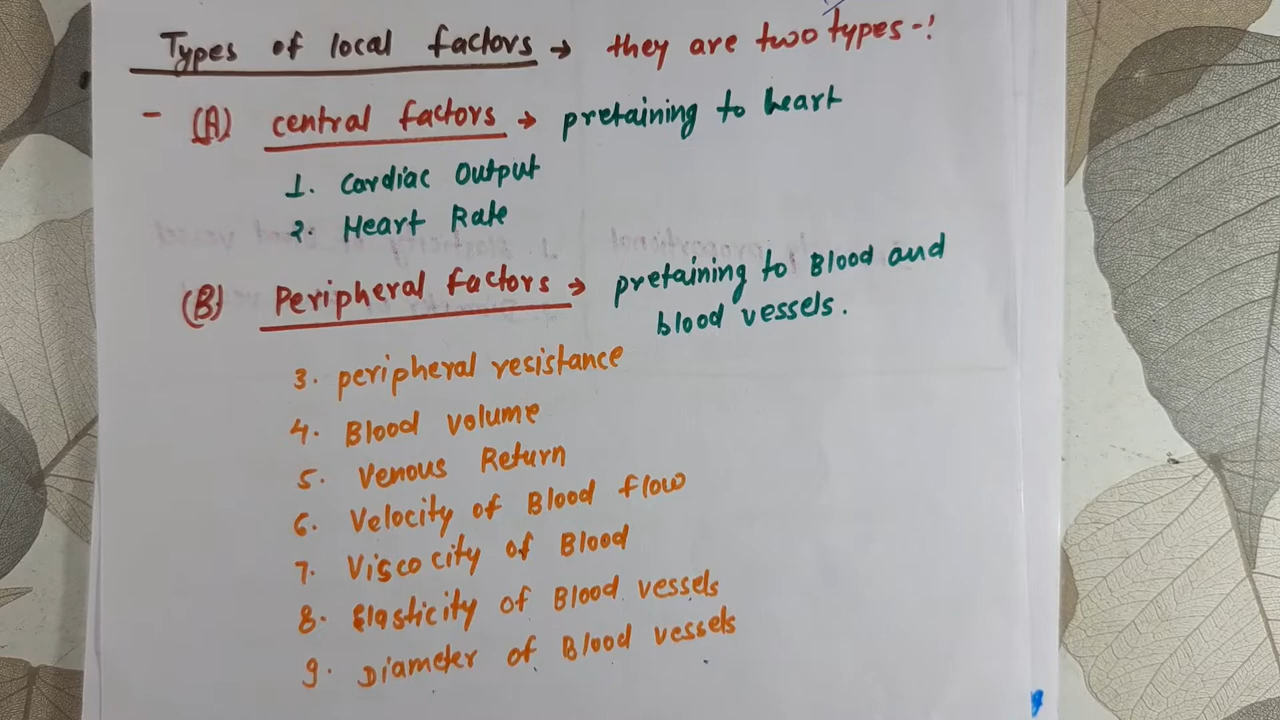 Types of local factors → they are two types -:
- (A) central factors → pretaining to heart
1. Cardiac Output
2. Heart Rate
(B) Peripheral factors → pretaining to Blood and
blood vessels.
3. peripheral resistance
4. Blood volume
5. Venous Return
6. Velocity of Blood flow
7. Viscocity of Blood
8. Elasticity of Blood vessels
9. Diameter of Blood vessels